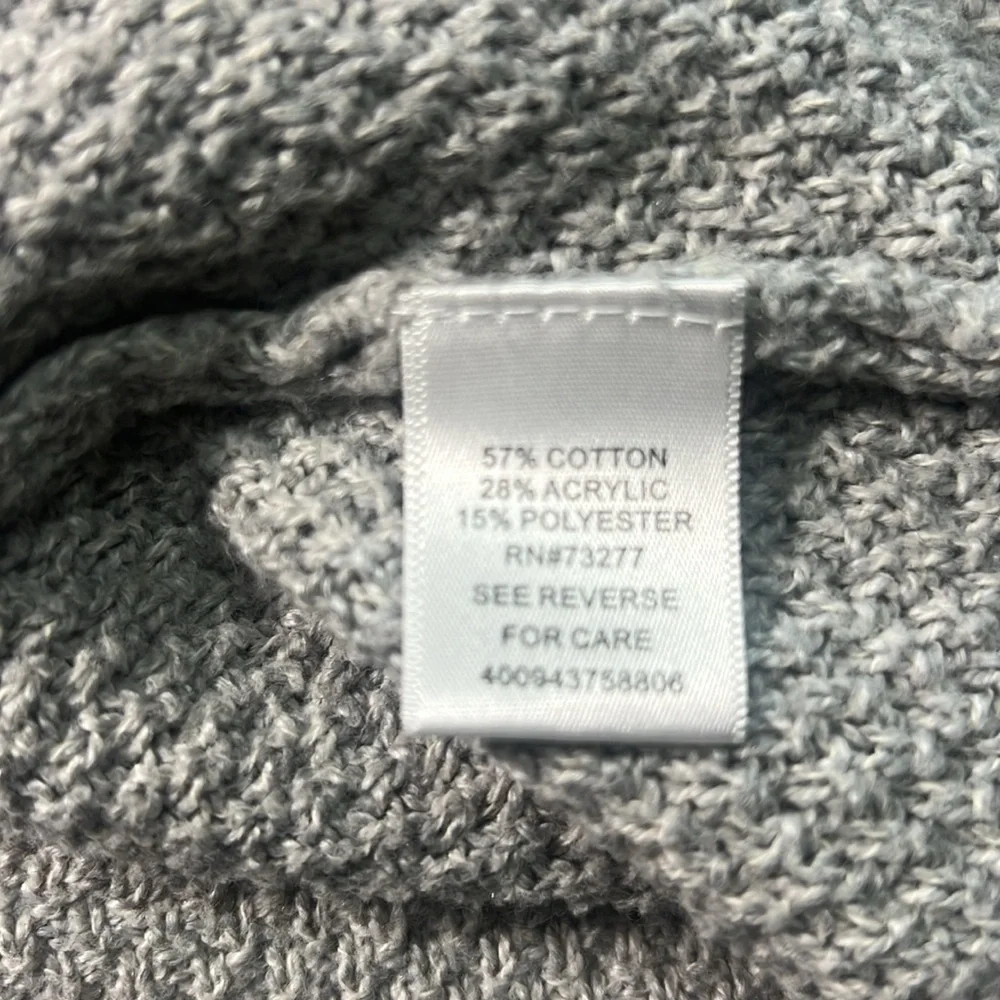 57% COTTON
28% ACRYLIC
15% POLYESTER
RN#73277
SEE REVERSE
FOR CARE
400943758806